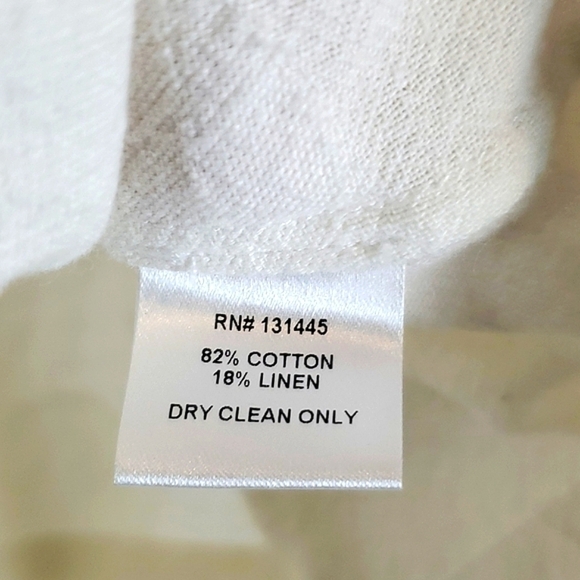 RN# 131445
82% COTTON
18% LINEN
DRY CLEAN ONLY